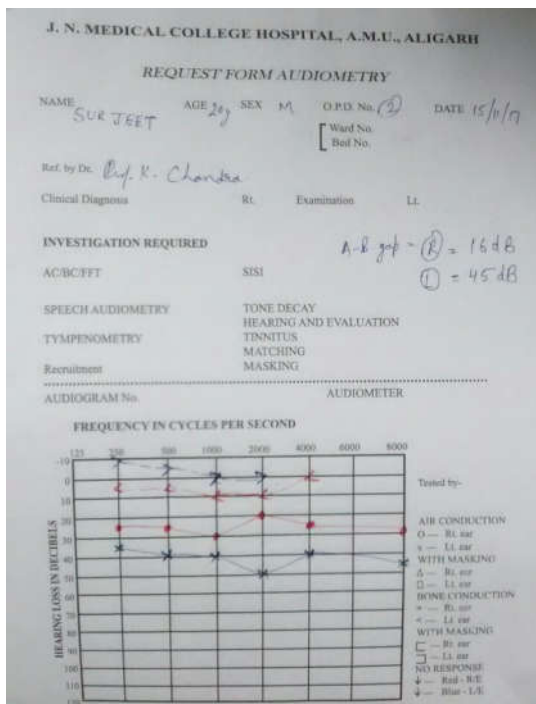 J. N. MEDICAL COLLEGE HOSPITAL, A.M.U., ALIGARH
REQUEST FORM AUDIOMETRY
NAME SURJEET AGE 20y SEX M O.P.D. No. 2 DATE 15/11/17
Ward No.
Bed No.
Ref. by Dr. Prof. K. Chandra
Clinical Diagnosis Rt. Examination Lt.
INVESTIGATION REQUIRED A-B gap - R = 16dB
AC/BC/FFT SISI L = 45dB
SPEECH AUDIOMETRY TONE DECAY
HEARING AND EVALUATION
TYMPENOMETRY TINNITUS
MATCHING
Recruitment MASKING
AUDIOGRAM No. AUDIOMETER
FREQUENCY IN CYCLES PER SECOND
125 250 500 1000 2000 4000 6000 8000
HEARING LOSS IN DECIBELS
-10
0
10
20
30
40
50
60
70
80
90
100
110
Tested by-
AIR CONDUCTION
O — Rt. ear
x — Lt. ear
WITH MASKING
Δ — Rt. ear
□ — Lt. ear
BONE CONDUCTION
> — Rt. ear
< — Lt. ear
WITH MASKING
[ — Rt. ear
] — Lt. ear
NO RESPONSE
↓ — Red - R/E
↓ — Blue - L/E